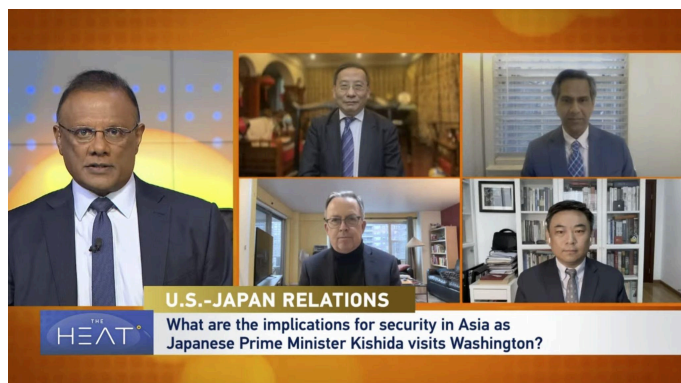 U.S.-JAPAN RELATIONS
THE
HEAT
What are the implications for security in Asia as
Japanese Prime Minister Kishida visits Washington?